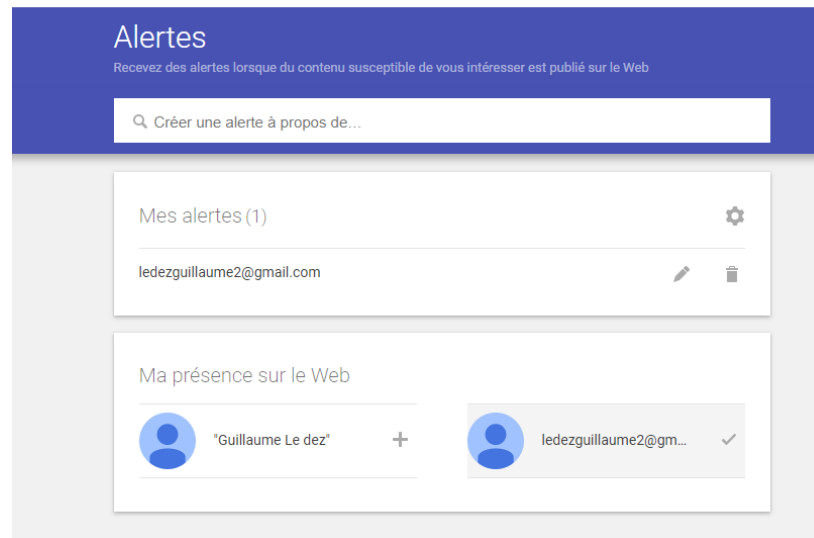 Alertes
Recevez des alertes lorsque du contenu susceptible de vous intéresser est publié sur le Web
Créer une alerte à propos de...
Mes alertes (1)
ledezguillaume2@gmail.com
Ma présence sur le Web
"Guillaume Le dez"
ledezguillaume2@gm...